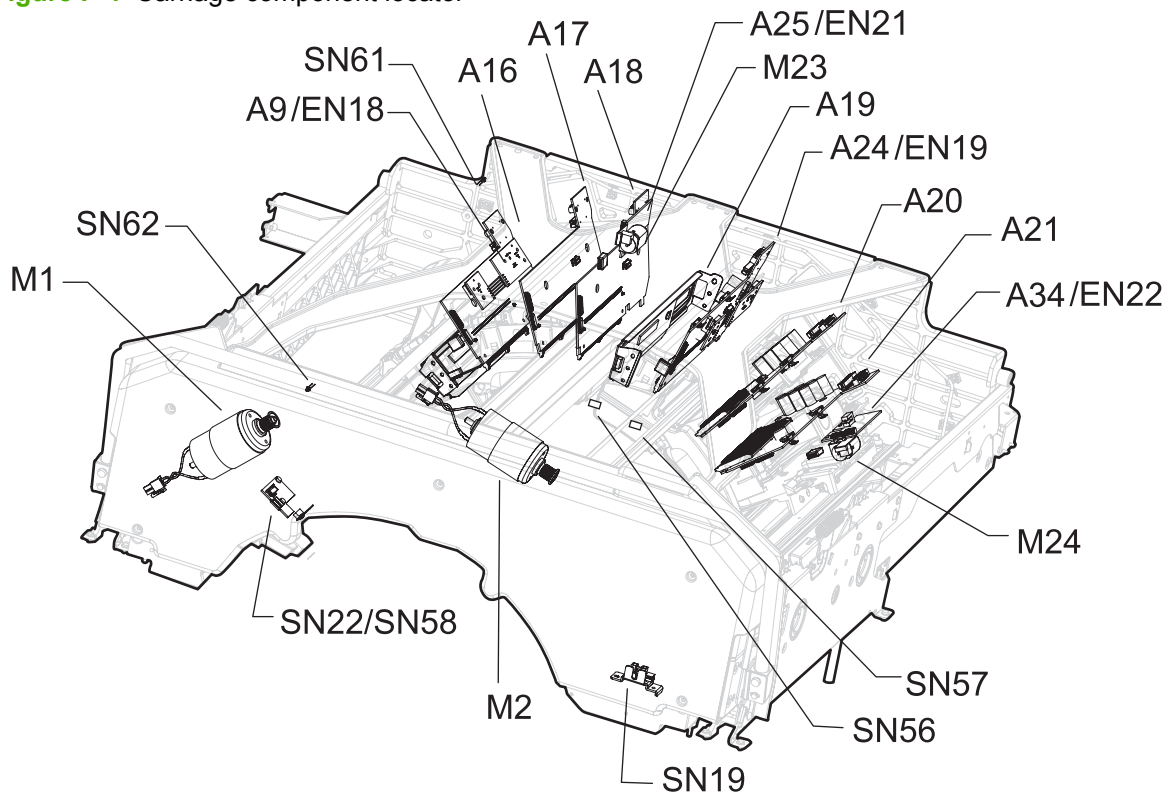 Carriage component locator
A25/EN21
A17
SN61
A16
A18
M23
A9/EN18
A19
A24/EN19
A20
SN62
A21
M1
A34/EN22
M24
SN22/SN58
SN57
M2
SN56
SN19